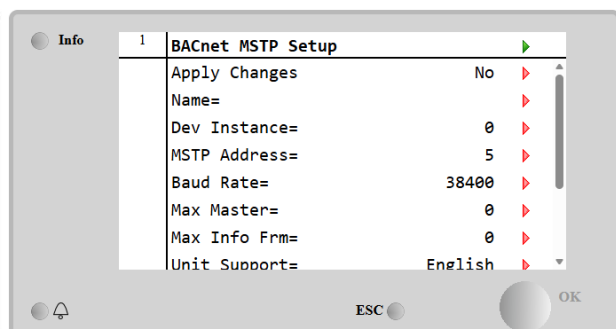 Info
1 BACnet MSTP Setup
Apply Changes No
Name=
Dev Instance= 0
MSTP Address= 5
Baud Rate= 38400
Max Master= 0
Max Info Frm= 0
Unit Support= English
ESC
OK